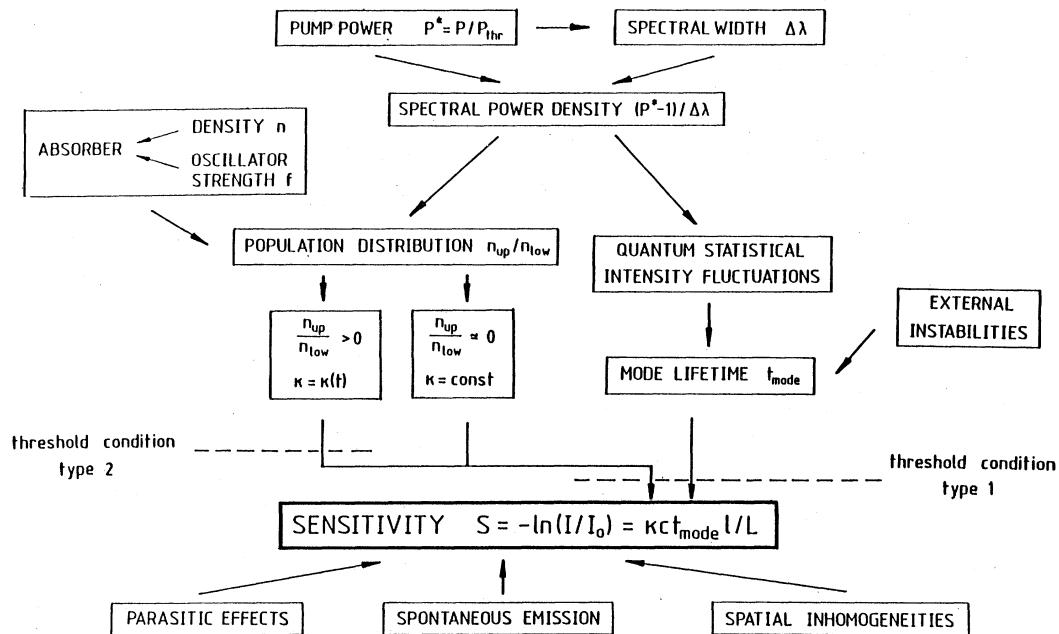 PUMP POWER P* = P/P_thr
SPECTRAL WIDTH Δλ
SPECTRAL POWER DENSITY (P*-1)/Δλ
ABSORBER
DENSITY n
OSCILLATOR
STRENGTH f
POPULATION DISTRIBUTION n_up/n_low
QUANTUM STATISTICAL
INTENSITY FLUCTUATIONS
n_up/n_low > 0
κ = κ(t)
n_up/n_low ≃ 0
κ = const
EXTERNAL
INSTABILITIES
MODE LIFETIME t_mode
threshold condition
type 2
threshold condition
type 1
SENSITIVITY S = -ln(I/I_o) = κct_mode l/L
PARASITIC EFFECTS
SPONTANEOUS EMISSION
SPATIAL INHOMOGENEITIES